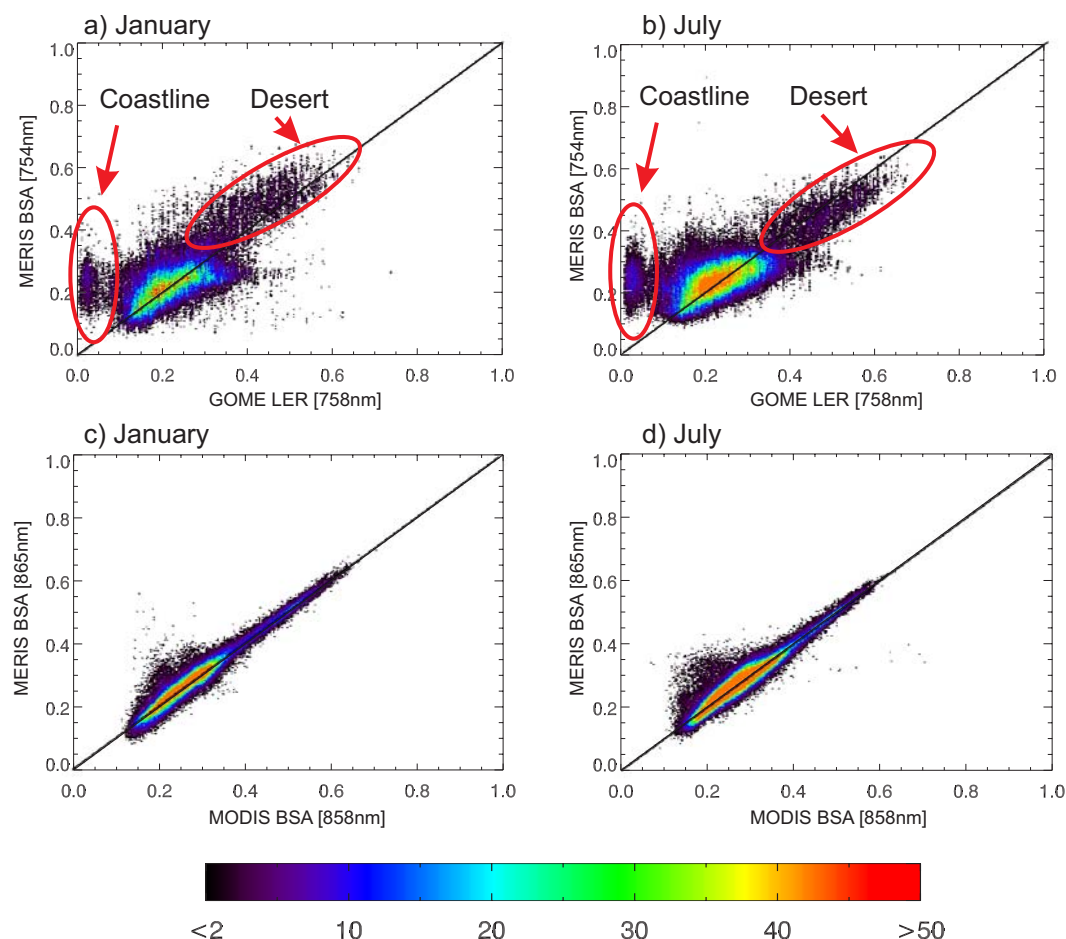 a) January
b) July
Coastline
Desert
Coastline
Desert
MERIS BSA [754nm]
1.0
0.8
0.6
0.4
0.2
0.0
0.0 0.2 0.4 0.6 0.8 1.0
GOME LER [758nm]
MERIS BSA [754nm]
1.0
0.8
0.6
0.4
0.2
0.0
0.0 0.2 0.4 0.6 0.8 1.0
GOME LER [758nm]
c) January
d) July
MERIS BSA [865nm]
1.0
0.8
0.6
0.4
0.2
0.0
0.0 0.2 0.4 0.6 0.8 1.0
MODIS BSA [858nm]
MERIS BSA [865nm]
1.0
0.8
0.6
0.4
0.2
0.0
0.0 0.2 0.4 0.6 0.8 1.0
MODIS BSA [858nm]
<2 10 20 30 40 >50